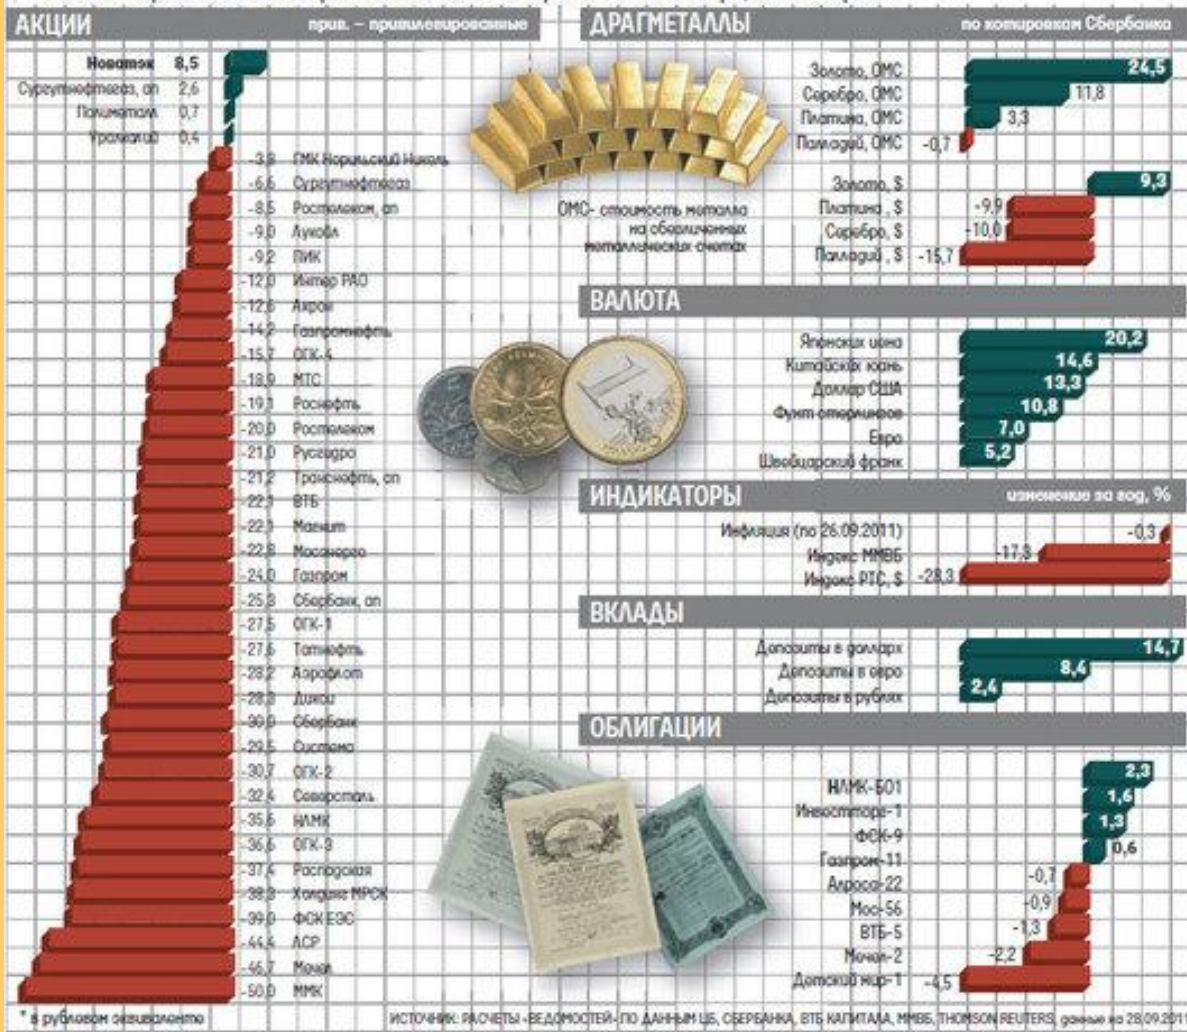 АКЦИИ
прив. – привилегированные
Новатэк 8,5
Сургутнефтегаз, ап 2,6
Полиметалл 0,7
Уралкалий 0,4
-3,8 ГМК Норильский Никель
-6,6 Сургутнефтегаз
-8,5 Ростелеком, ап
-9,0 Лукойл
-9,2 ПИК
-12,0 Интер РАО
-12,6 Акрон
-14,2 Газпромнефть
-15,7 ОГК-4
-18,9 МТС
-19,1 Роснефть
-20,0 Ростелеком
-21,0 Русгидро
-21,2 Транснефть, ап
-22,1 ВТБ
-22,1 Магнит
-22,8 Мосэнерго
-24,0 Газпром
-25,3 Сбербанк, ап
-27,5 ОГК-1
-27,6 Татнефть
-28,2 Аэрофлот
-28,3 Дикси
Сбербанк
-29,5 Система
-30,7 ОГК-2
-32,4 Северсталь
-35,6 НЛМК
-36,6 ОГК-3
-37,4 Распадская
-38,3 Холдинг МРСК
-39,0 ФСК ЕЭС
-44,4 ЛСР
Мечел
-50,0 ММК
* в рублевом эквиваленте
ДРАГМЕТАЛЛЫ
по котировкам Сбербанка
Золото, ОМС 24,5
Серебро, ОМС 11,8
Платина, ОМС 3,3
Палладий, ОМС -0,7
Золото, $ 9,3
Платина , $ -9,9
Серебро, $ -10,0
Палладий , $ -15,7
ОМС- стоимость металла
на обезличенных
металлических счетах
ВАЛЮТА
Японских иена 20,2
Китайских юань 14,6
Доллар США 13,3
Фунт стерлингов 10,8
Евро 7,0
Швейцарский франк 5,2
ИНДИКАТОРЫ
изменение за год, %
Инфляция (по 26.09.2011) -0,3
Индекс ММВБ -17,3
Индекс РТС, $ -28,3
ВКЛАДЫ
Депозиты в долларх 14,7
Депозиты в евро 8,4
Депозиты в рублях 2,4
ОБЛИГАЦИИ
НЛМК-БО1 2,3
Инвестторг-1 1,6
ФСК-9 1,3
Газпром-11 0,6
Алроса-22 -0,7
Мос-56 -0,9
ВТБ-5 -1,3
Мечел-2 -2,2
Детский мир-1 -4,5
ИСТОЧНИК: РАСЧЕТЫ «ВЕДОМОСТЕЙ» ПО ДАННЫМ ЦБ, СБЕРБАНКА, ВТБ КАПИТАЛА, ММВБ, THOMSON REUTERS, данные на 28.09.2011